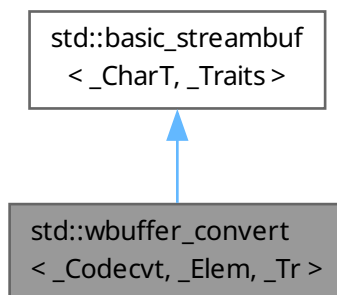 std::basic_streambuf
< _CharT, _Traits >
std::wbuffer_convert
< _Codecvt, _Elem, _Tr >